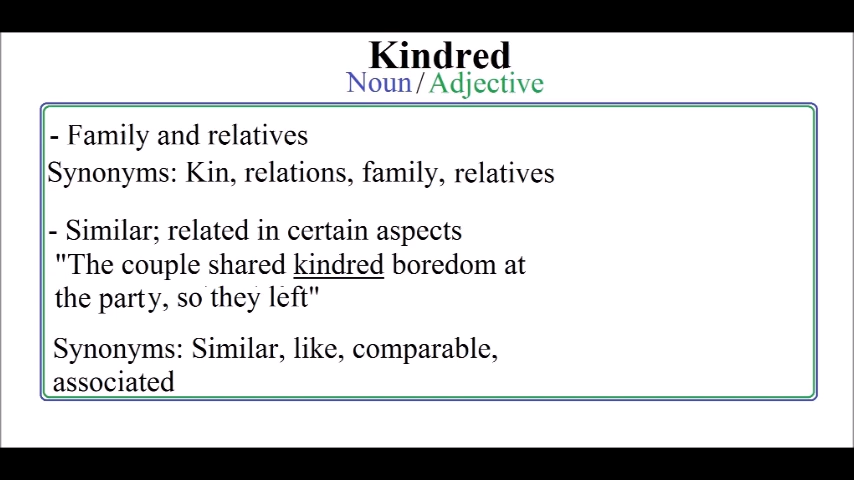 Kindred
Noun/Adjective
- Family and relatives
Synonyms: Kin, relations, family, relatives
- Similar; related in certain aspects
"The couple shared kindred boredom at
the party, so they left"
Synonyms: Similar, like, comparable,
associated